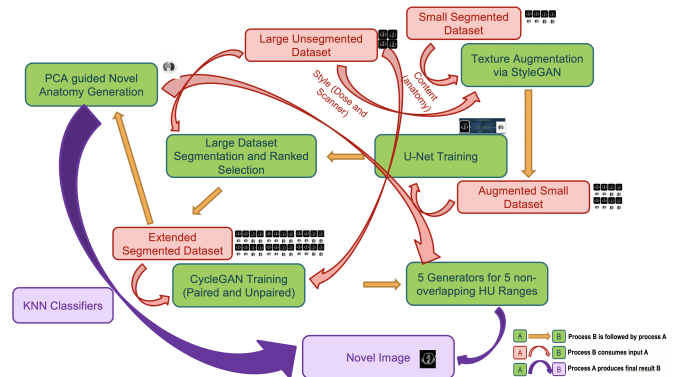 Small Segmented
Dataset
Large Unsegmented
Dataset
Texture Augmentation
via StyleGAN
PCA guided Novel
Anatomy Generation
Style (Dose and
Scanner)
Content
(anatomy)
Large Dataset
Segmentation and Ranked
Selection
U-Net Training
Augmented Small
Dataset
Extended
Segmented Dataset
CycleGAN Training
(Paired and Unpaired)
5 Generators for 5 non-
overlapping HU Ranges
KNN Classifiers
Novel Image
A B Process B is followed by process A
A B Process B consumes input A
A B Process A produces final result B